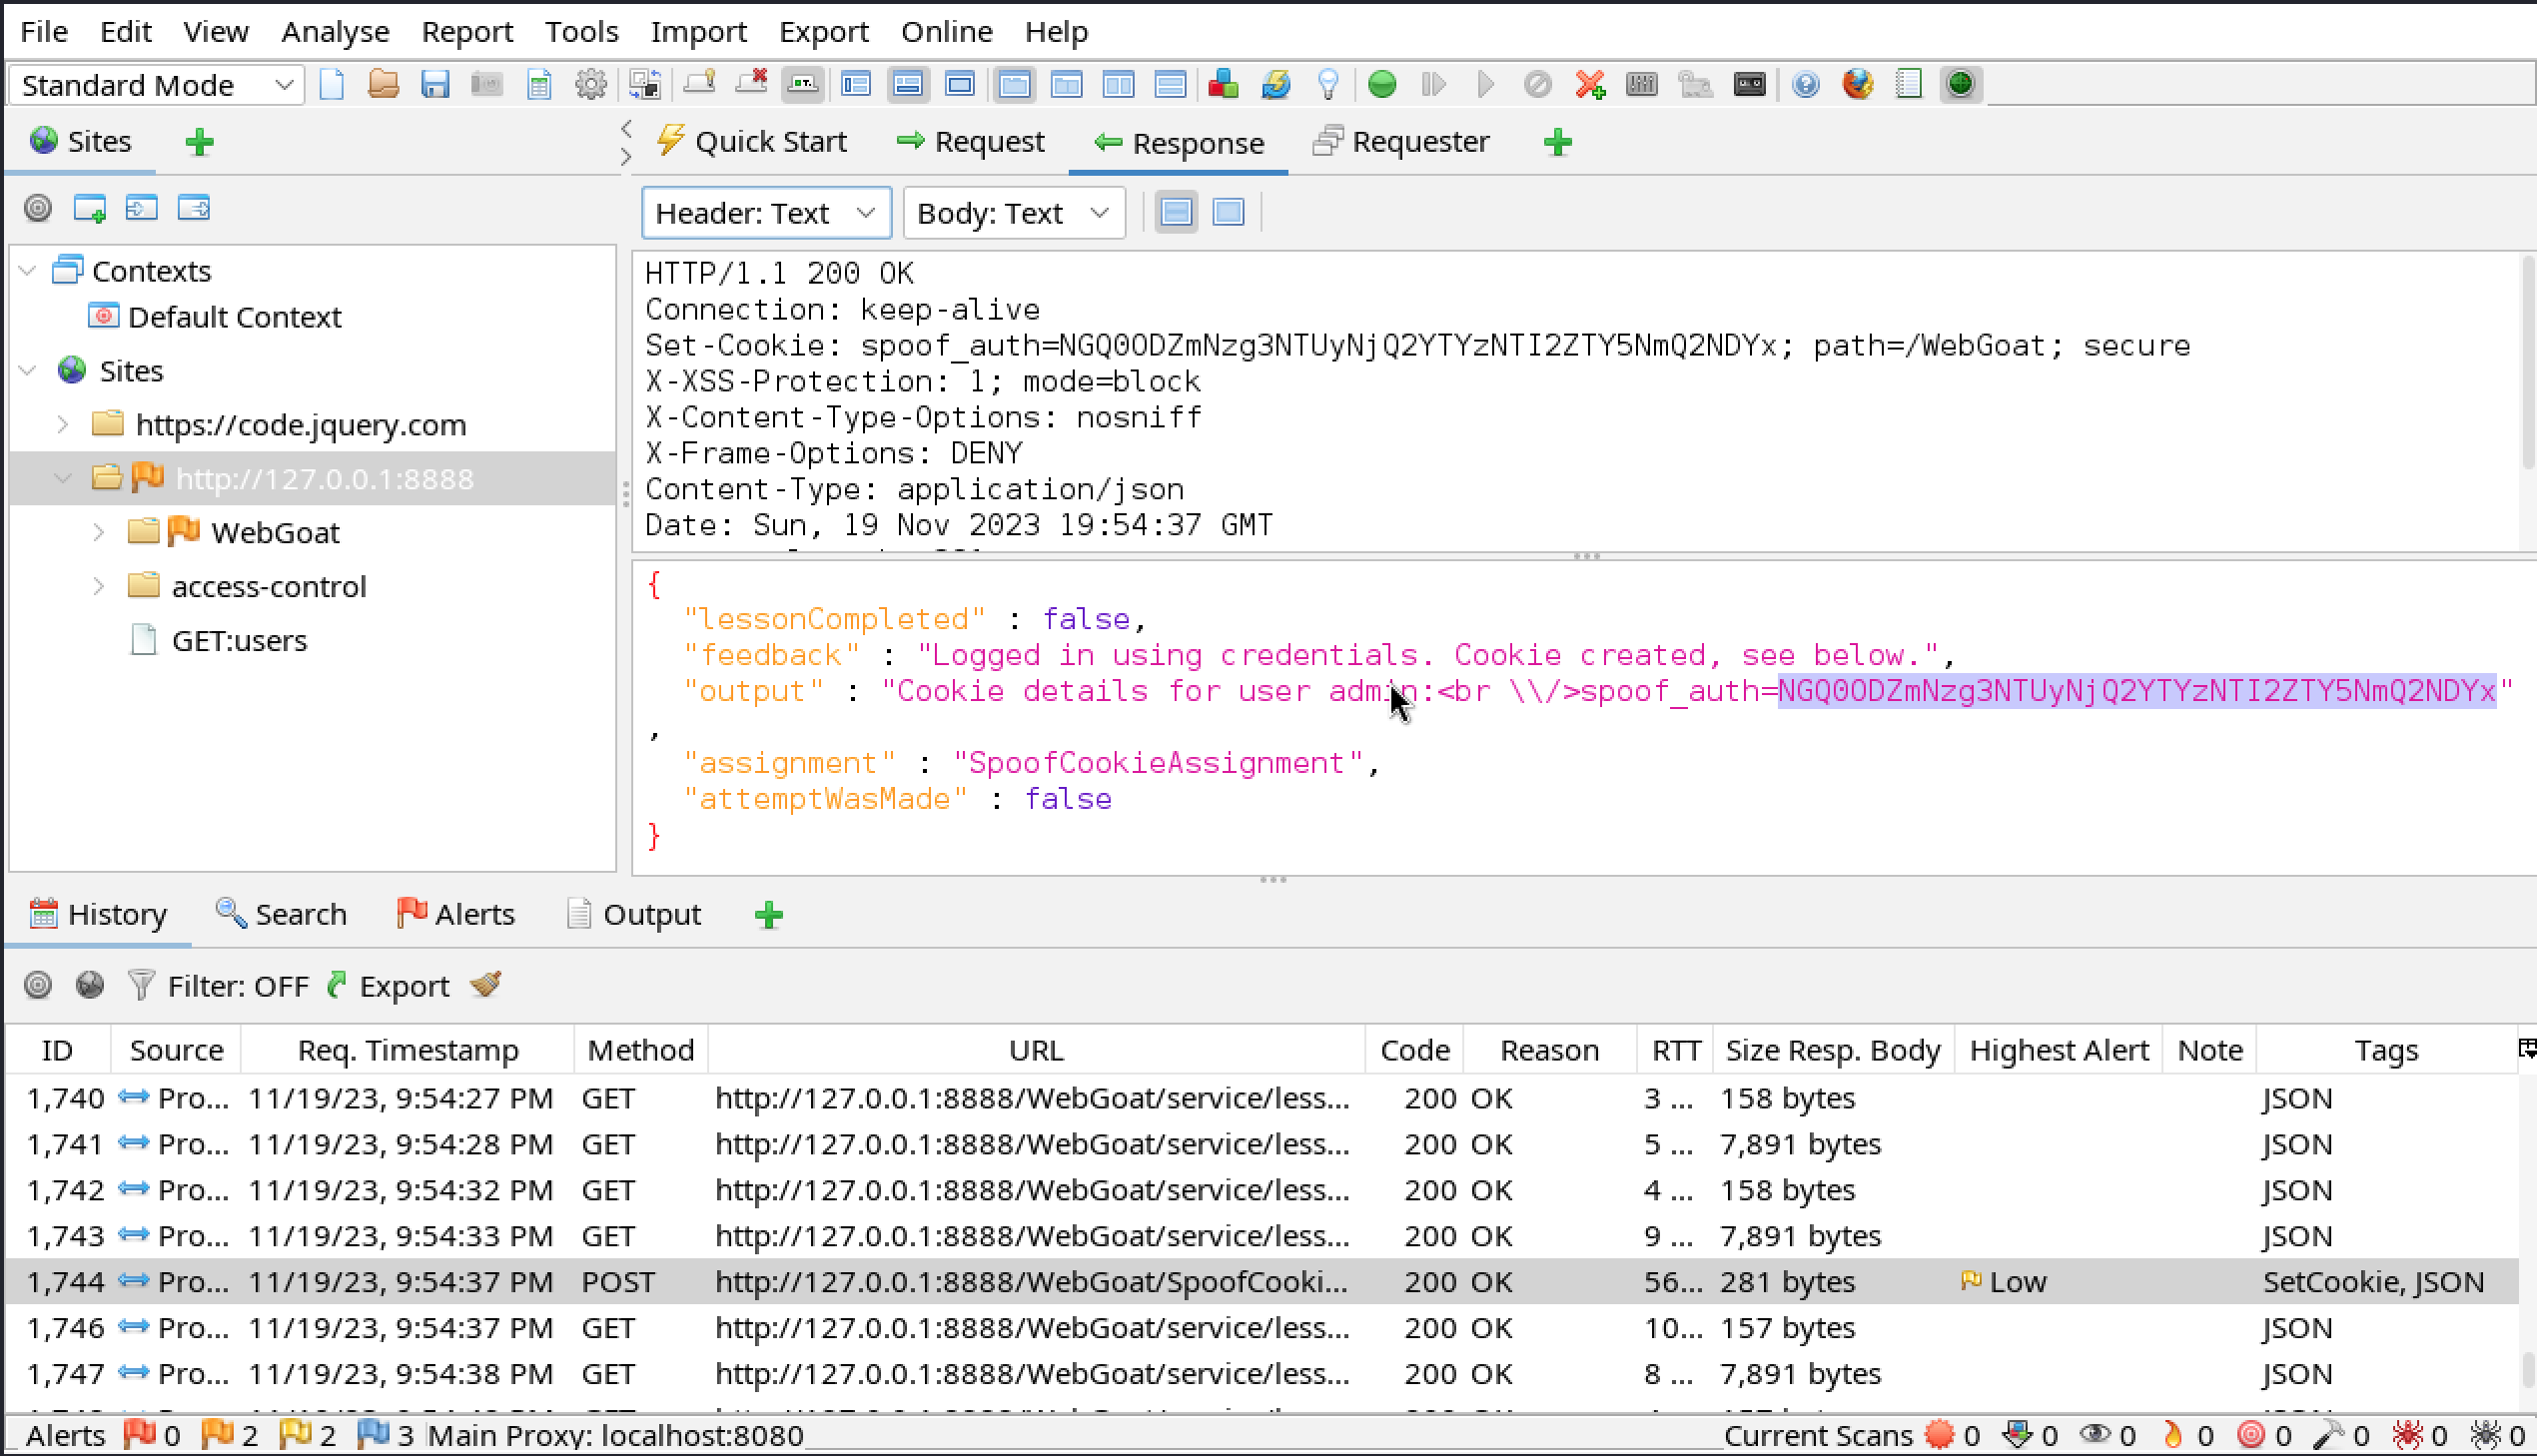 File Edit View Analyse Report Tools Import Export Online Help
Standard Mode
Sites
Quick Start Request Response Requester
Header: Text Body: Text
Contexts
Default Context
Sites
https://code.jquery.com
http://127.0.0.1:8888
WebGoat
access-control
GET:users
HTTP/1.1 200 OK
Connection: keep-alive
Set-Cookie: spoof_auth=NGQ0ODZmNzg3NTUyNjQ2YTYzNTI2ZTY5NmQ2NDYx; path=/WebGoat; secure
X-XSS-Protection: 1; mode=block
X-Content-Type-Options: nosniff
X-Frame-Options: DENY
Content-Type: application/json
Date: Sun, 19 Nov 2023 19:54:37 GMT
{
"lessonCompleted" : false,
"feedback" : "Logged in using credentials. Cookie created, see below.",
"output" : "Cookie details for user admin:<br \\/>spoof_auth=NGQ0ODZmNzg3NTUyNjQ2YTYzNTI2ZTY5NmQ2NDYx"
,
"assignment" : "SpoofCookieAssignment",
"attemptWasMade" : false
}
History Search Alerts Output
Filter: OFF Export
ID Source Req. Timestamp Method URL Code Reason RTT Size Resp. Body Highest Alert Note Tags
1,740 Pro... 11/19/23, 9:54:27 PM GET http://127.0.0.1:8888/WebGoat/service/less... 200 OK 3 ... 158 bytes JSON
1,741 Pro... 11/19/23, 9:54:28 PM GET http://127.0.0.1:8888/WebGoat/service/less... 200 OK 5 ... 7,891 bytes JSON
1,742 Pro... 11/19/23, 9:54:32 PM GET http://127.0.0.1:8888/WebGoat/service/less... 200 OK 4 ... 158 bytes JSON
1,743 Pro... 11/19/23, 9:54:33 PM GET http://127.0.0.1:8888/WebGoat/service/less... 200 OK 9 ... 7,891 bytes JSON
1,744 Pro... 11/19/23, 9:54:37 PM POST http://127.0.0.1:8888/WebGoat/SpoofCooki... 200 OK 56... 281 bytes Low SetCookie, JSON
1,746 Pro... 11/19/23, 9:54:37 PM GET http://127.0.0.1:8888/WebGoat/service/less... 200 OK 10... 157 bytes JSON
1,747 Pro... 11/19/23, 9:54:38 PM GET http://127.0.0.1:8888/WebGoat/service/less... 200 OK 8 ... 7,891 bytes JSON
Alerts 0 2 2 3 Main Proxy: localhost:8080 Current Scans 0 0 0 0 0 0 0 0